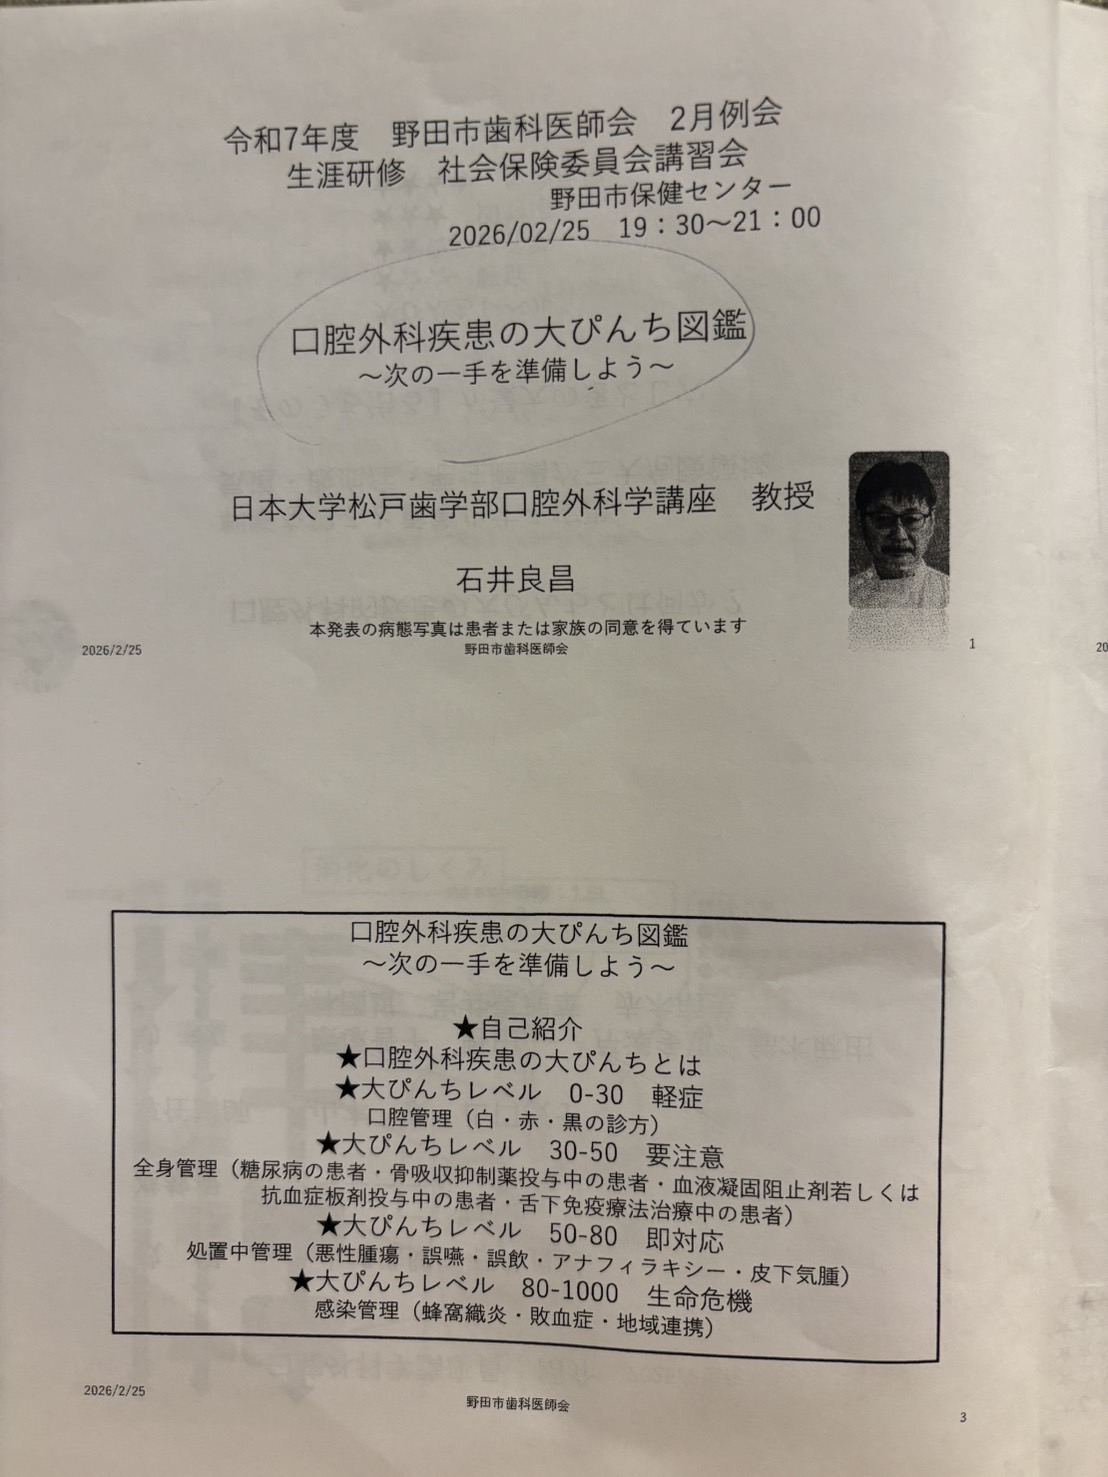 令和7年度　野田市歯科医師会　2月例会
生涯研修　社会保険委員会講習会
野田市保健センター
2026/02/25　19：30～21：00
口腔外科疾患の大ぴんち図鑑
～次の一手を準備しよう～
日本大学松戸歯学部口腔外科学講座　教授
石井良昌
本発表の病態写真は患者または家族の同意を得ています
2026/2/25
野田市歯科医師会
1
20
口腔外科疾患の大ぴんち図鑑
～次の一手を準備しよう～
★自己紹介
★口腔外科疾患の大ぴんちとは
★大ぴんちレベル　0-30　軽症
口腔管理（白・赤・黒の診方）
★大ぴんちレベル　30-50　要注意
全身管理（糖尿病の患者・骨吸収抑制薬投与中の患者・血液凝固阻止剤若しくは
抗血症板剤投与中の患者・舌下免疫療法治療中の患者）
★大ぴんちレベル　50-80　即対応
処置中管理（悪性腫瘍・誤嚥・誤飲・アナフィラキシー・皮下気腫）
★大ぴんちレベル　80-1000　生命危機
感染管理（蜂窩織炎・敗血症・地域連携）
2026/2/25
野田市歯科医師会
3